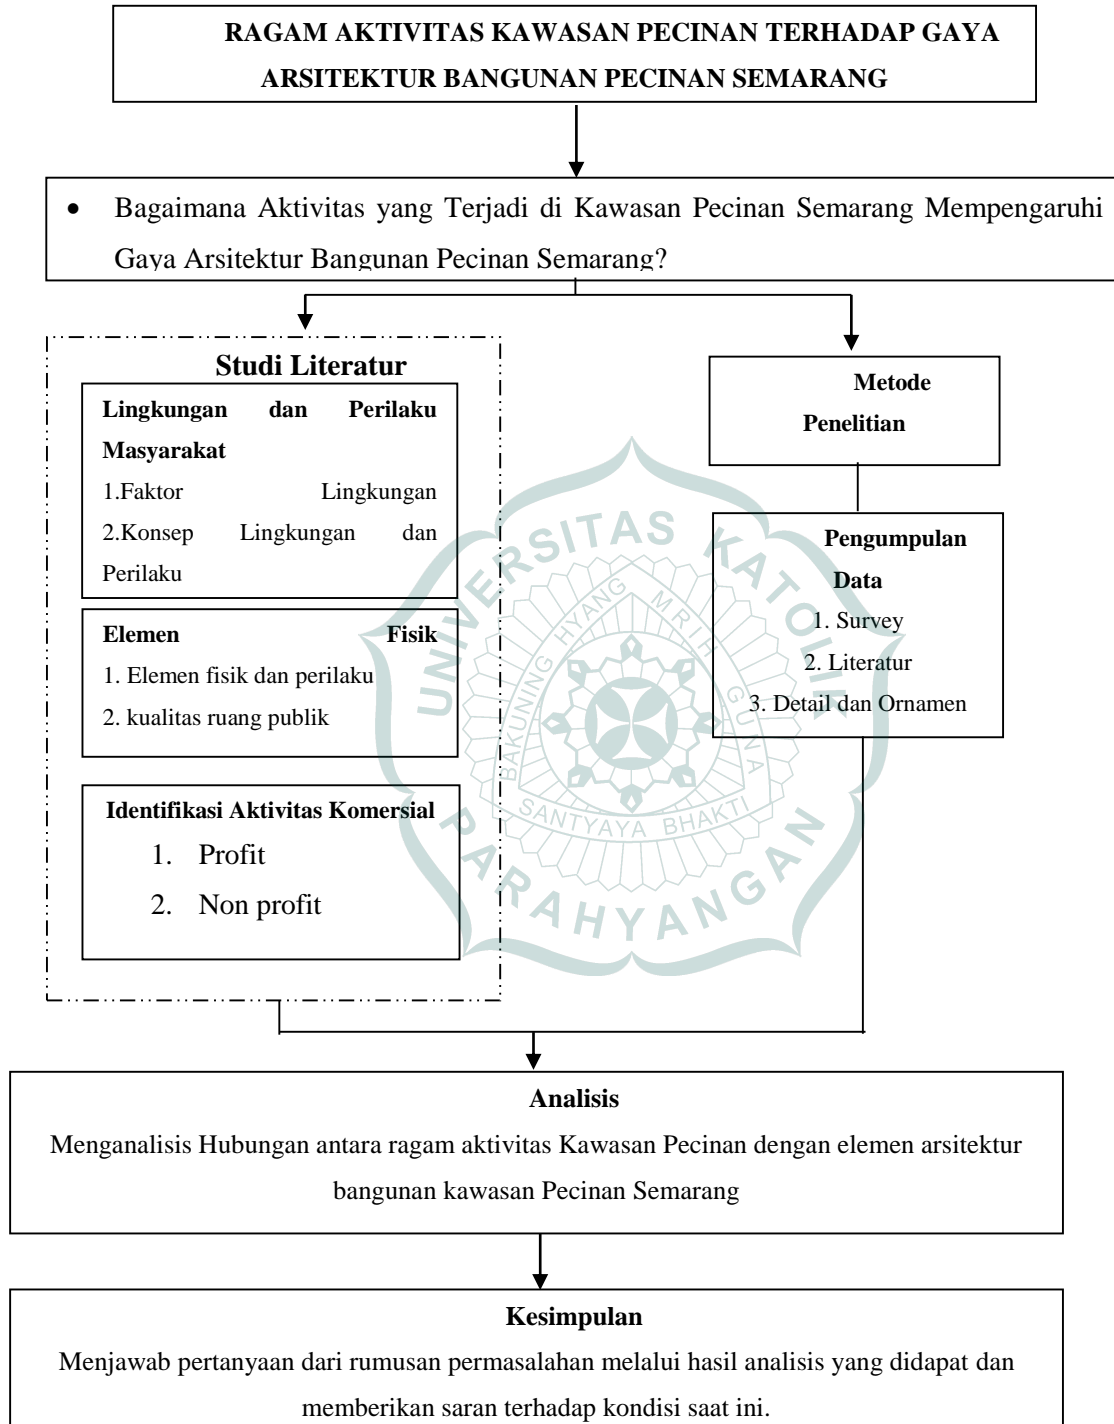 RAGAM AKTIVITAS KAWASAN PECINAN TERHADAP GAYA
ARSITEKTUR BANGUNAN PECINAN SEMARANG
• Bagaimana Aktivitas yang Terjadi di Kawasan Pecinan Semarang Mempengaruhi
Gaya Arsitektur Bangunan Pecinan Semarang?
Studi Literatur
Lingkungan dan Perilaku
Masyarakat
1.Faktor Lingkungan
2.Konsep Lingkungan dan
Perilaku
Elemen Fisik
1. Elemen fisik dan perilaku
2. kualitas ruang publik
Identifikasi Aktivitas Komersial
1. Profit
2. Non profit
Metode
Penelitian
Pengumpulan
Data
1. Survey
2. Literatur
3. Detail dan Ornamen
UNIVERSITAS KATOLIK
PARAHYANGAN
BAKUNING HYANG MRIH GUNA
SANTYAYA BHAKTI
Analisis
Menganalisis Hubungan antara ragam aktivitas Kawasan Pecinan dengan elemen arsitektur
bangunan kawasan Pecinan Semarang
Kesimpulan
Menjawab pertanyaan dari rumusan permasalahan melalui hasil analisis yang didapat dan
memberikan saran terhadap kondisi saat ini.